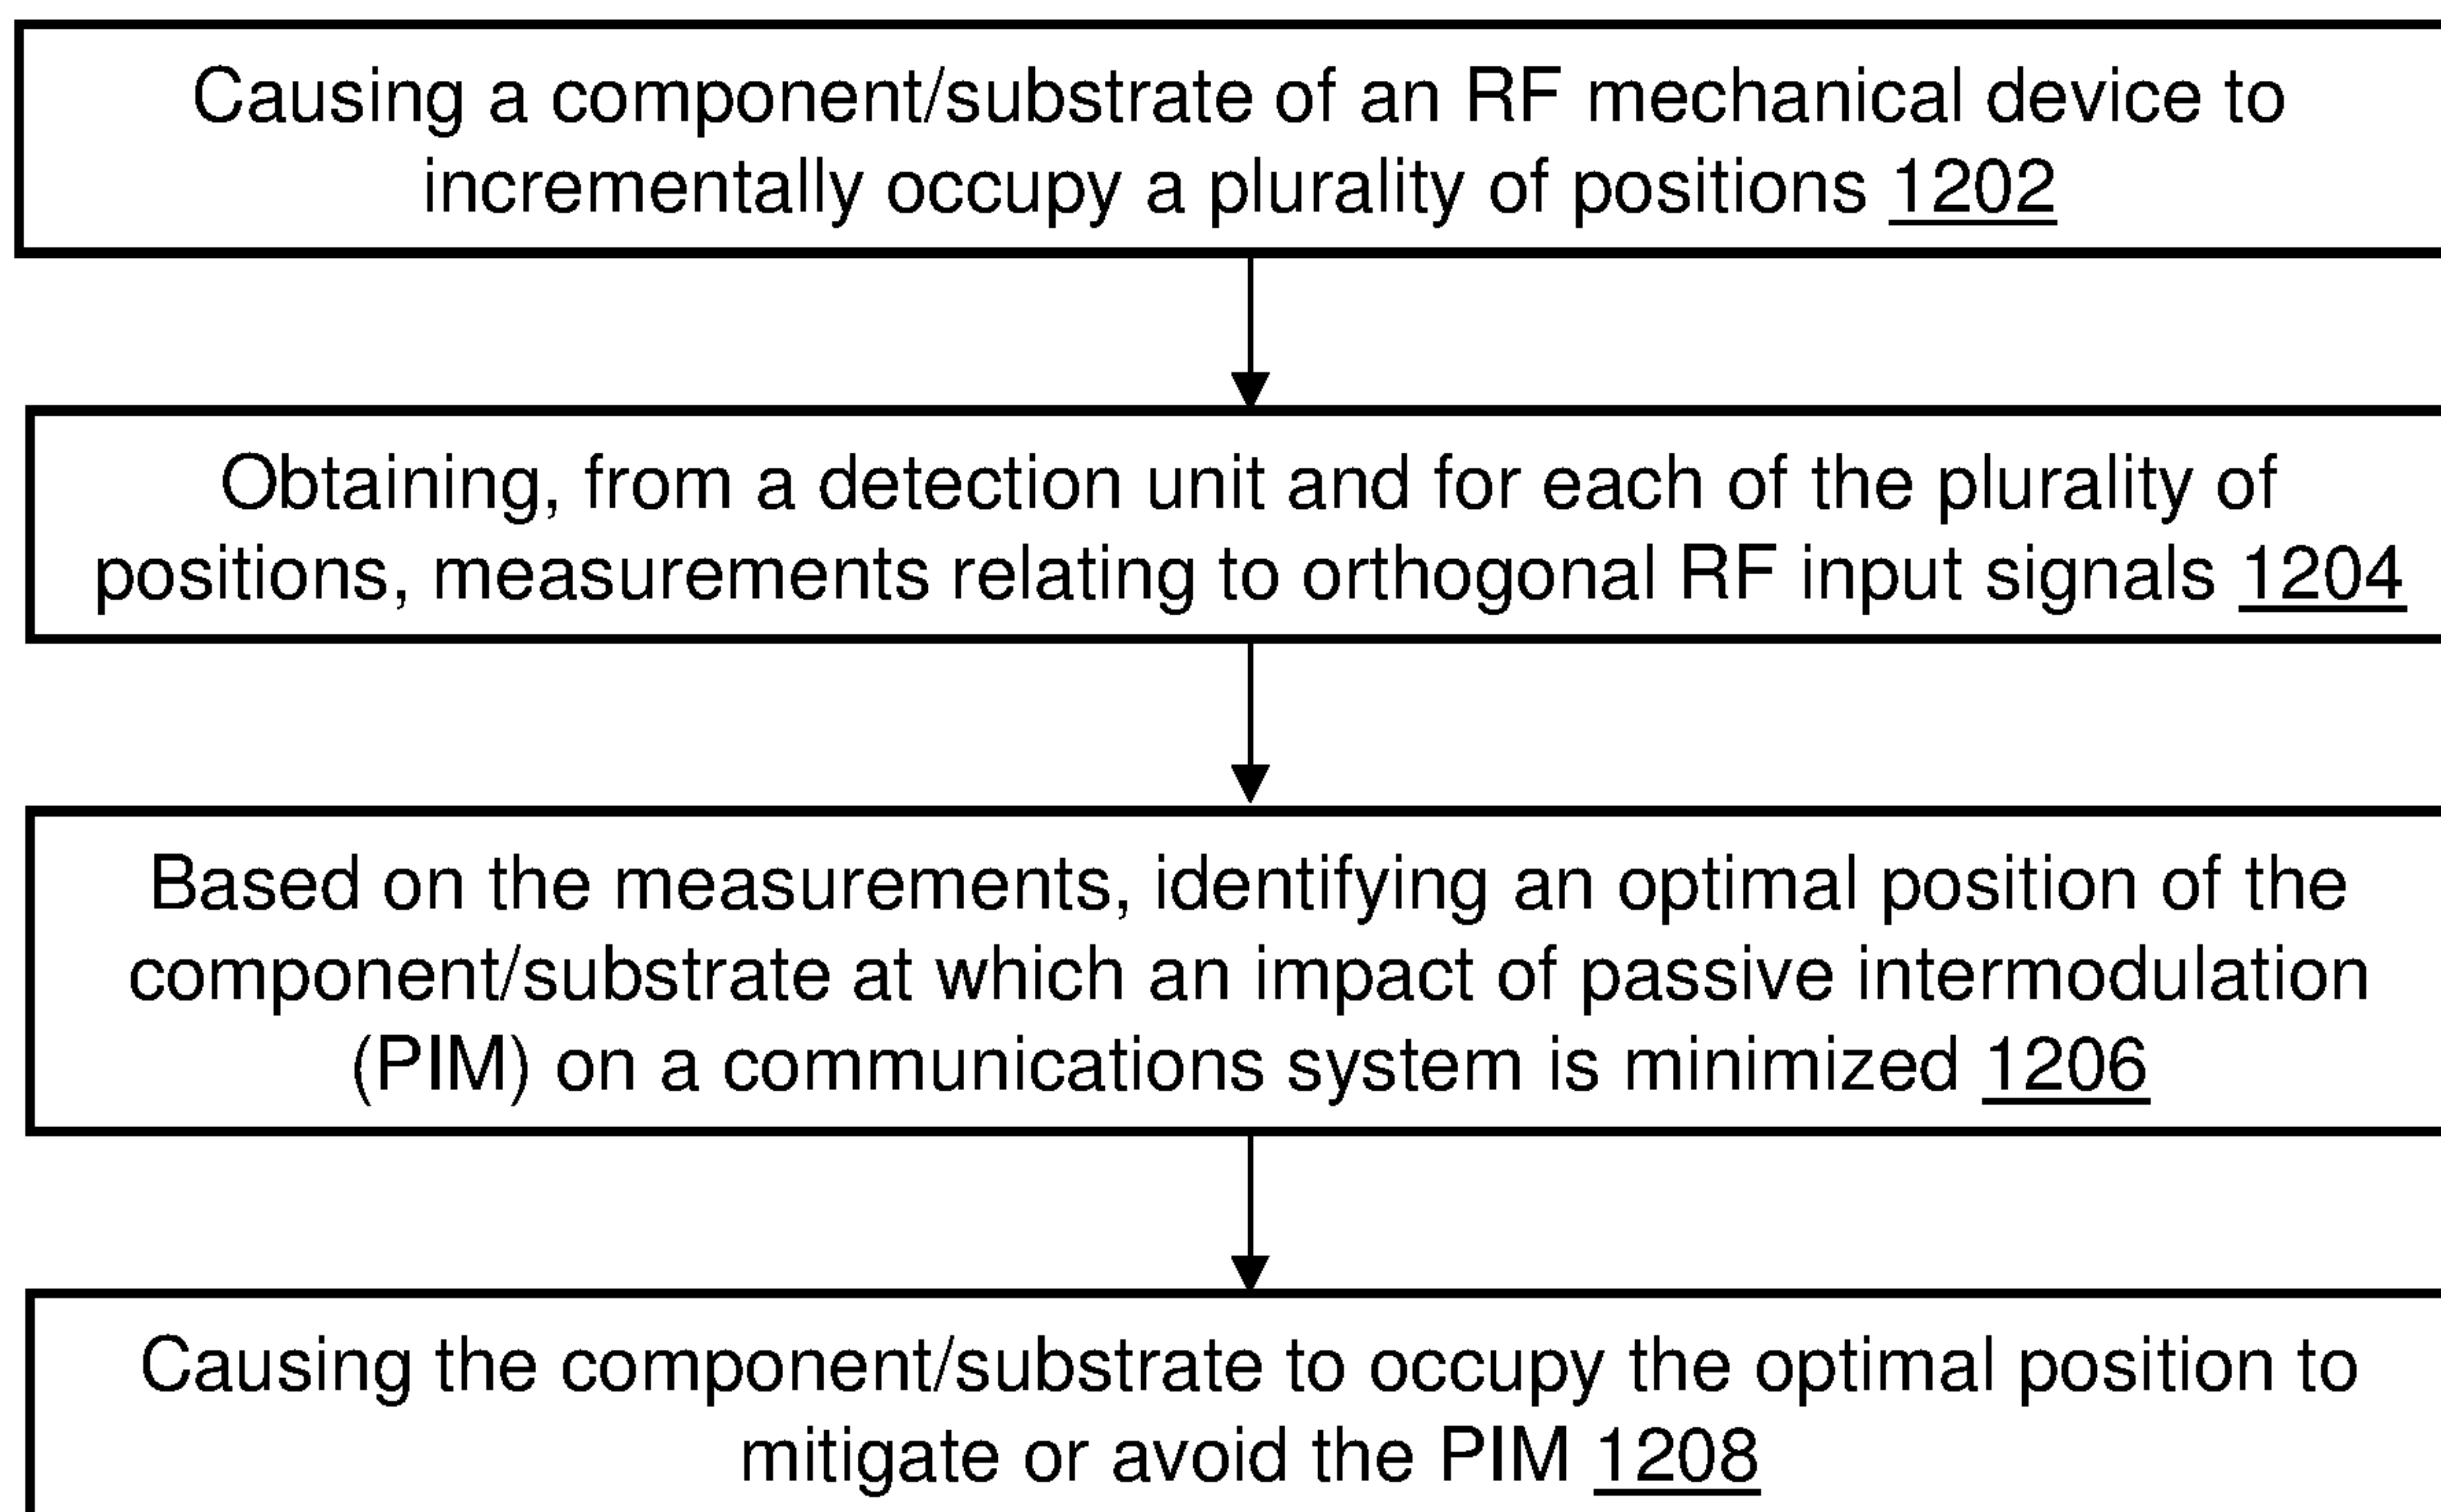 Causing a component/substrate of an RF mechanical device to
incrementally occupy a plurality of positions 1202
Obtaining, from a detection unit and for each of the plurality of
positions, measurements relating to orthogonal RF input signals 1204
Based on the measurements, identifying an optimal position of the
component/substrate at which an impact of passive intermodulation
(PIM) on a communications system is minimized 1206
Causing the component/substrate to occupy the optimal position to
mitigate or avoid the PIM 1208